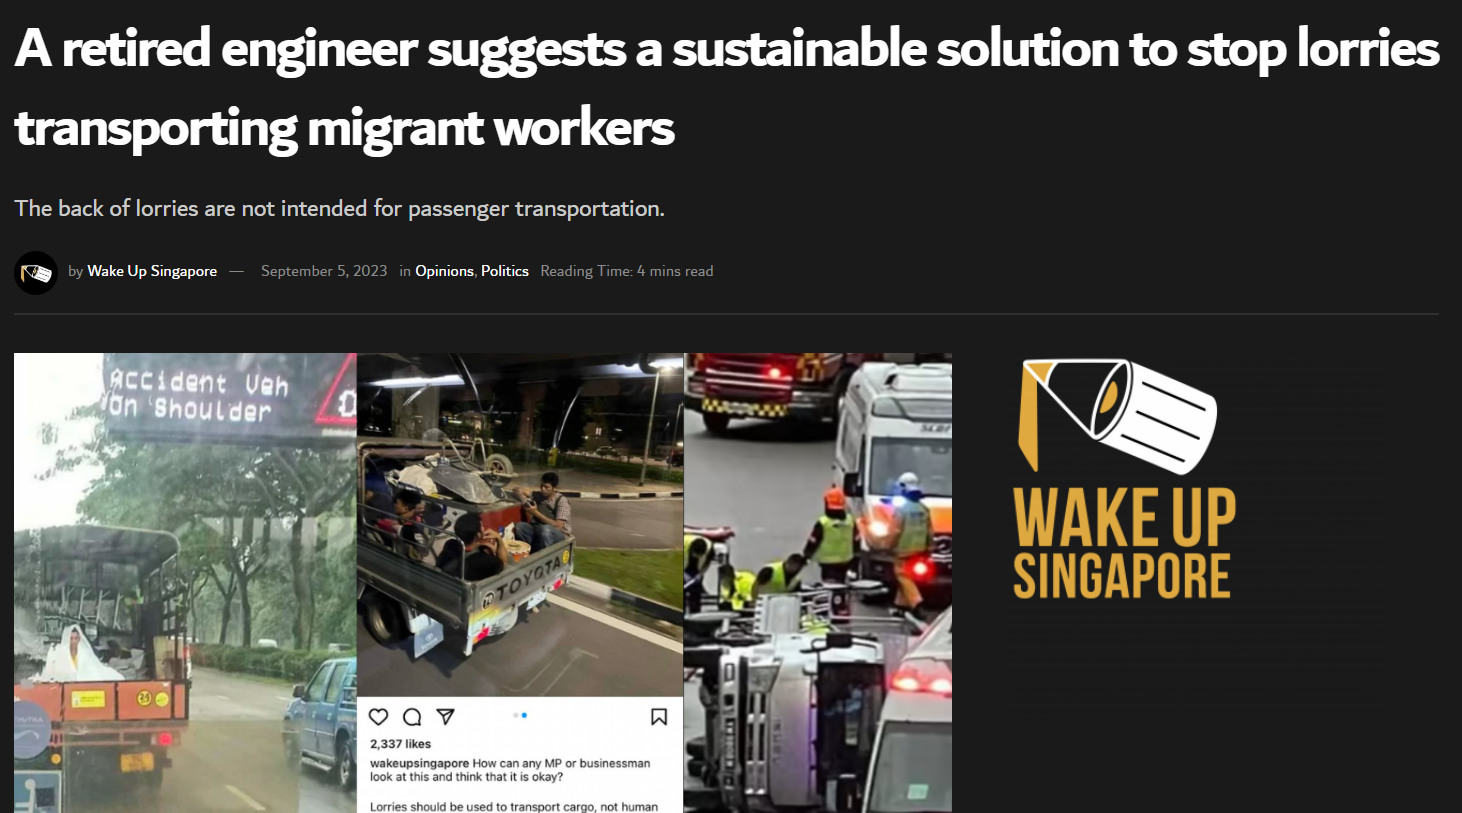 A retired engineer suggests a sustainable solution to stop lorries
transporting migrant workers
The back of lorries are not intended for passenger transportation.
by Wake Up Singapore — September 5, 2023 in Opinions, Politics Reading Time: 4 mins read
Accident Veh
On Shoulder
24
TOYOTA
2,337 likes
wakeupsingapore How can any MP or businessman
look at this and think that it is okay?
Lorries should be used to transport cargo, not human
WAKE UP
SINGAPORE